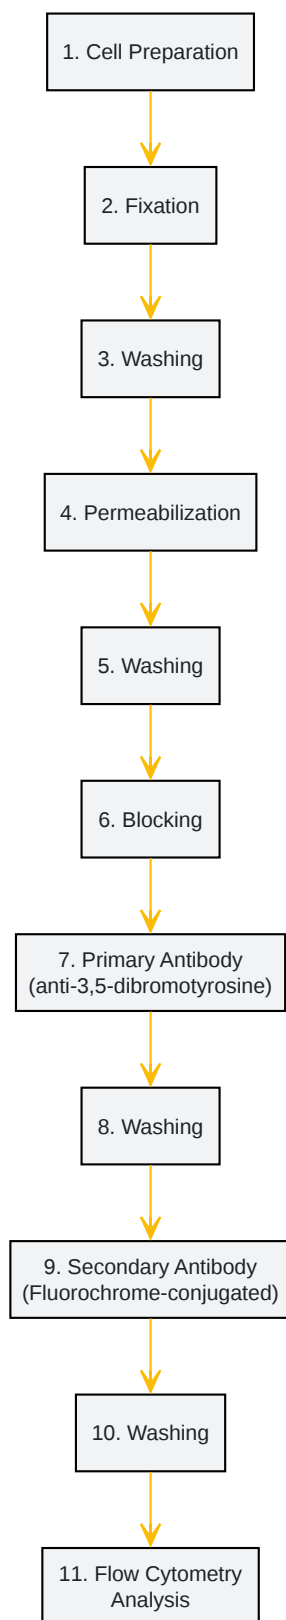 1. Cell Preparation
2. Fixation
3. Washing
4. Permeabilization
5. Washing
6. Blocking
7. Primary Antibody
(anti-3,5-dibromotyrosine)
8. Washing
9. Secondary Antibody
(Fluorochrome-conjugated)
10. Washing
11. Flow Cytometry
Analysis